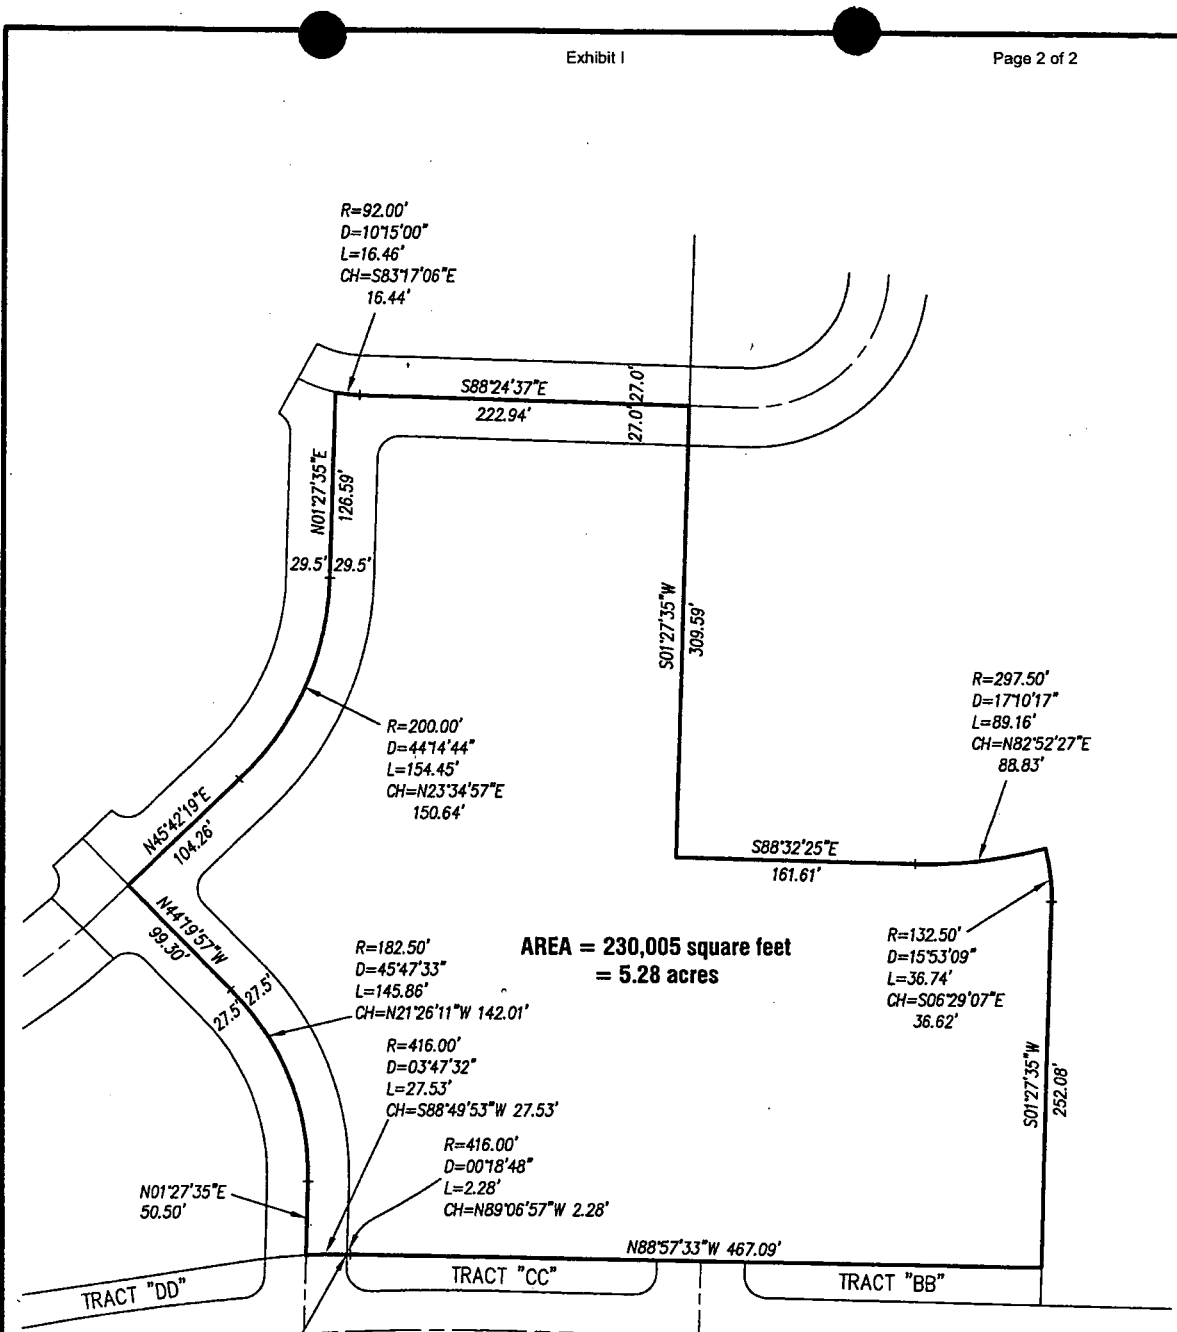 Exhibit I
Page 2 of 2
R=92.00'
D=10°15'00"
L=16.46'
CH=S83°17'06"E
16.44'
S88°24'37"E
222.94'
27.0'
27.0'
N01°27'35"E
126.59'
29.5'
29.5'
S01°27'35"W
309.59'
R=200.00'
D=44°14'44"
L=154.45'
CH=N23°34'57"E
150.64'
R=297.50'
D=17°10'17"
L=89.16'
CH=N82°52'27"E
88.83'
N45°42'19"E
104.26'
S88°32'25"E
161.61'
N44°19'57"W
99.30'
27.5'
27.5'
R=182.50'
D=45°47'33"
L=145.86'
CH=N21°26'11"W 142.01'
AREA = 230,005 square feet
= 5.28 acres
R=132.50'
D=15°53'09"
L=36.74'
CH=S06°29'07"E
36.62'
R=416.00'
D=03°47'32"
L=27.53'
CH=S88°49'53"W 27.53'
S01°27'35"W
252.08'
R=416.00'
D=00°18'48"
L=2.28'
CH=N89°06'57"W 2.28'
N01°27'35"E
50.50'
N88°57'33"W 467.09'
TRACT "DD"
TRACT "CC"
TRACT "BB"